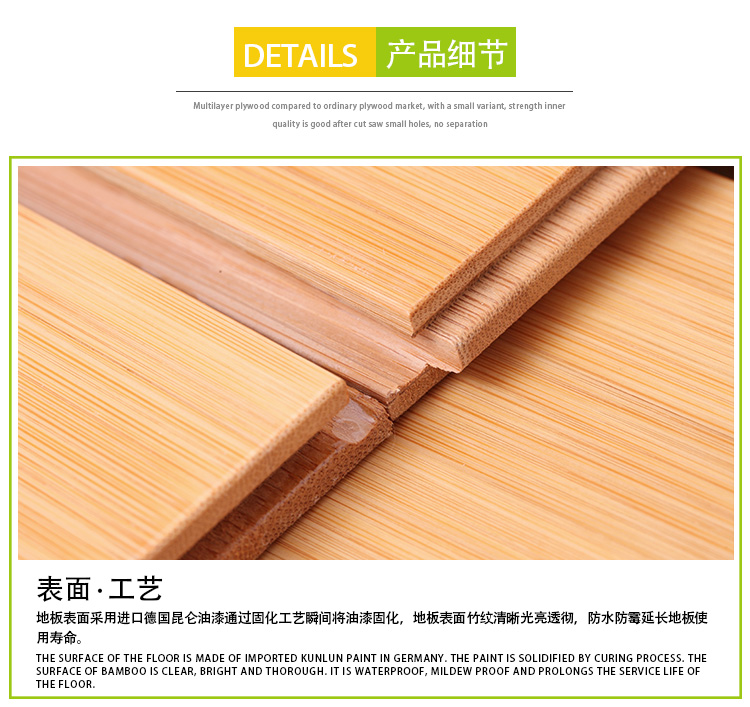 DETAILS 产品细节
Multilayer plywood compared to ordinary plywood market, with a small variant, strength inner
quality is good after cut saw small holes, no separation
表面·工艺
地板表面采用进口德国昆仑油漆通过固化工艺瞬间将油漆固化，地板表面竹纹清晰光亮透彻，防水防霉延长地板使
用寿命。
THE SURFACE OF THE FLOOR IS MADE OF IMPORTED KUNLUN PAINT IN GERMANY. THE PAINT IS SOLIDIFIED BY CURING PROCESS. THE
SURFACE OF BAMBOO IS CLEAR, BRIGHT AND THOROUGH. IT IS WATERPROOF, MILDEW PROOF AND PROLONGS THE SERVICE LIFE OF
THE FLOOR.